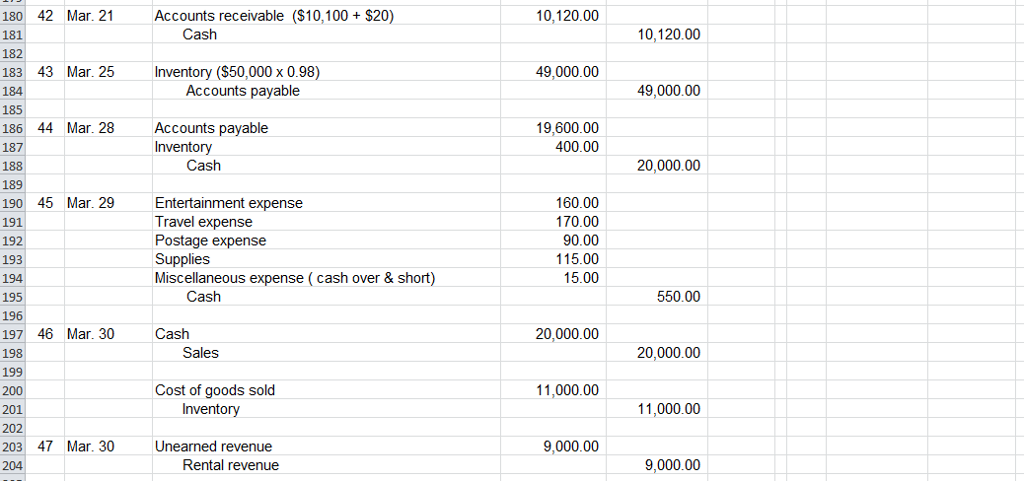 180 42 Mar. 21 Accounts receivable ($10,100 + $20) 10,120.00
181 Cash 10,120.00
182
183 43 Mar. 25 Inventory ($50,000 x 0.98) 49,000.00
184 Accounts payable 49,000.00
185
186 44 Mar. 28 Accounts payable 19,600.00
187 Inventory 400.00
188 Cash 20,000.00
189
190 45 Mar. 29 Entertainment expense 160.00
191 Travel expense 170.00
192 Postage expense 90.00
193 Supplies 115.00
194 Miscellaneous expense ( cash over & short) 15.00
195 Cash 550.00
196
197 46 Mar. 30 Cash 20,000.00
198 Sales 20,000.00
199
200 Cost of goods sold 11,000.00
201 Inventory 11,000.00
202
203 47 Mar. 30 Unearned revenue 9,000.00
204 Rental revenue 9,000.00